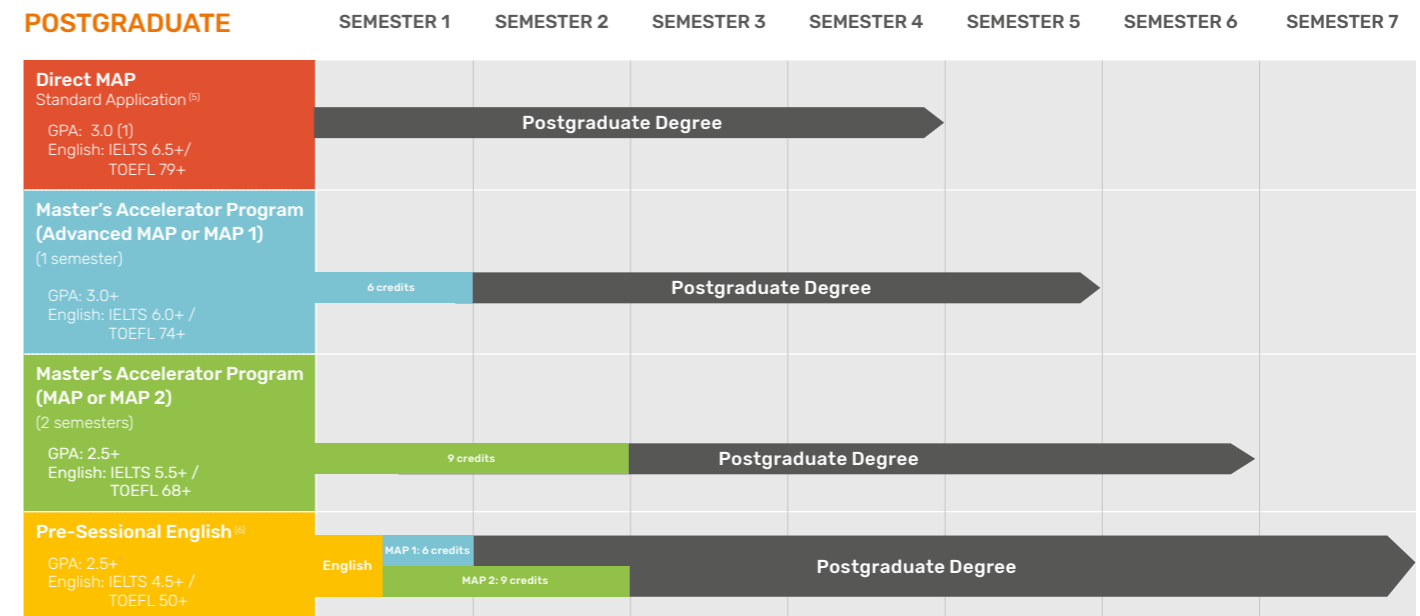 POSTGRADUATE SEMESTER 1 SEMESTER 2 SEMESTER 3 SEMESTER 4 SEMESTER 5 SEMESTER 6 SEMESTER 7
Direct MAP
Standard Application (5)
GPA: 3.0 (1)
English: IELTS 6.5+/
TOEFL 79+
Postgraduate Degree
Master's Accelerator Program
(Advanced MAP or MAP 1)
(1 semester)
GPA: 3.0+
English: IELTS 6.0+ /
TOEFL 74+
6 credits Postgraduate Degree
Master's Accelerator Program
(MAP or MAP 2)
(2 semesters)
GPA: 2.5+
English: IELTS 5.5+ /
TOEFL 68+
9 credits Postgraduate Degree
Pre-Sessional English (6)
GPA: 2.5+
English: IELTS 4.5+ /
TOEFL 50+
English
MAP 1: 6 credits
MAP 2: 9 credits
Postgraduate Degree